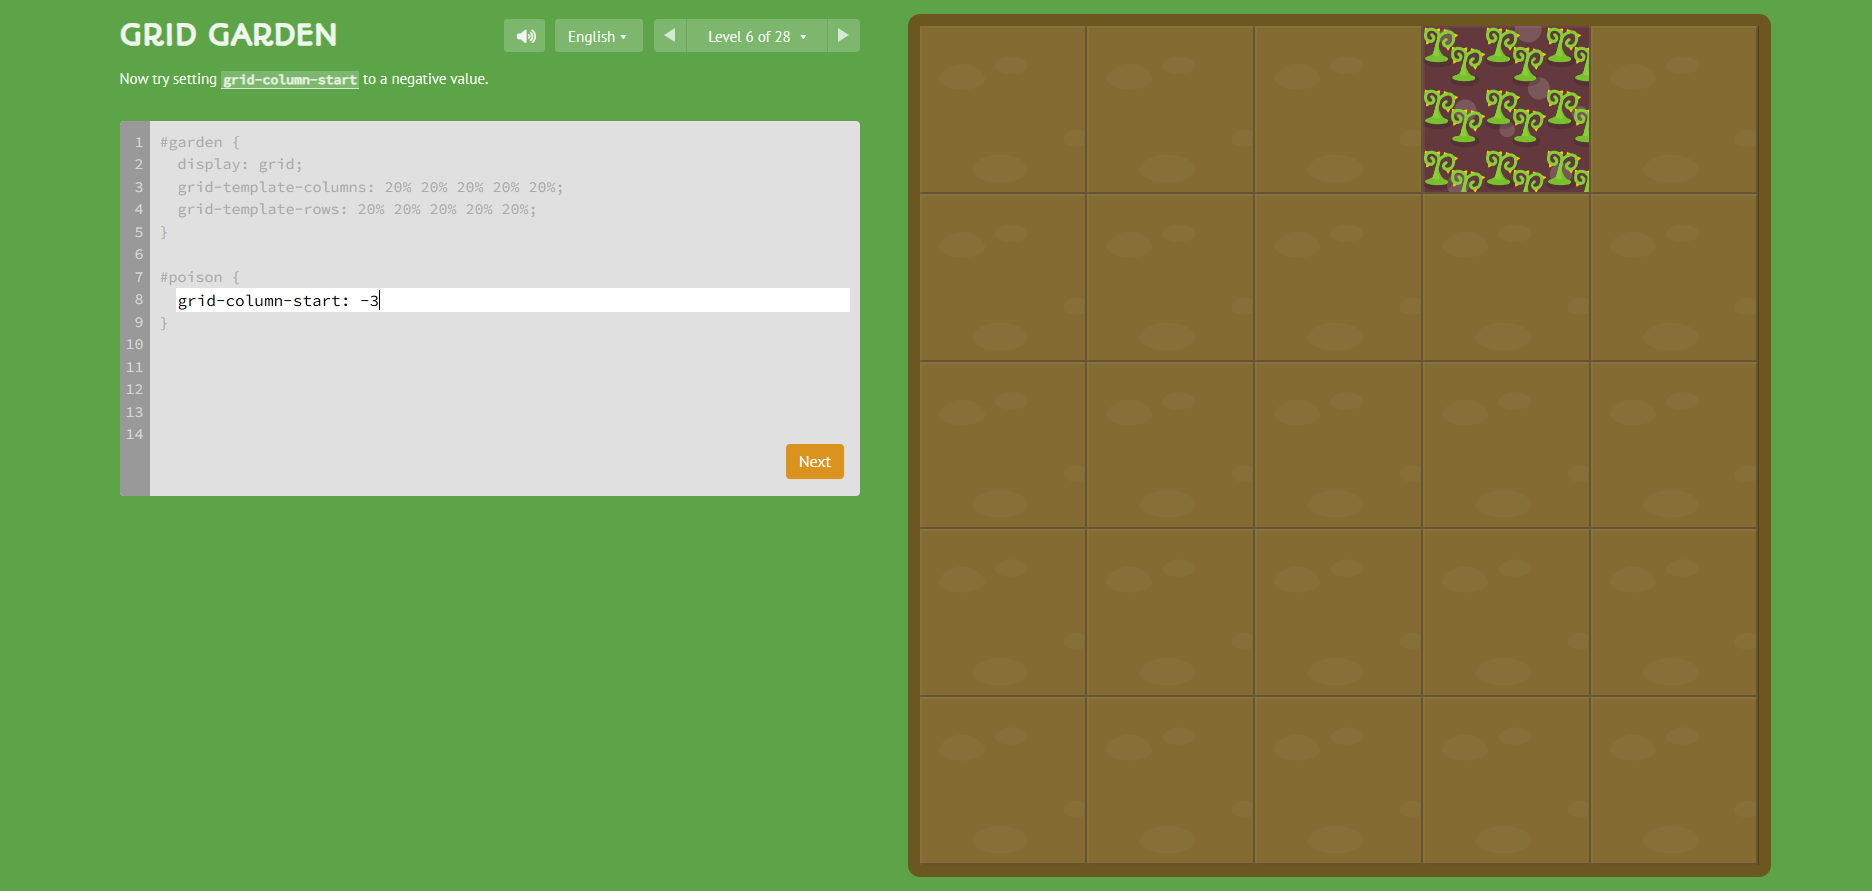 GRID GARDEN
English ▾
Level 6 of 28 ▾
Now try setting grid-column-start to a negative value.
1 #garden {
2 display: grid;
3 grid-template-columns: 20% 20% 20% 20% 20%;
4 grid-template-rows: 20% 20% 20% 20% 20%;
5 }
6
7 #poison {
8 grid-column-start: -3
9 }
10
11
12
13
14
Next